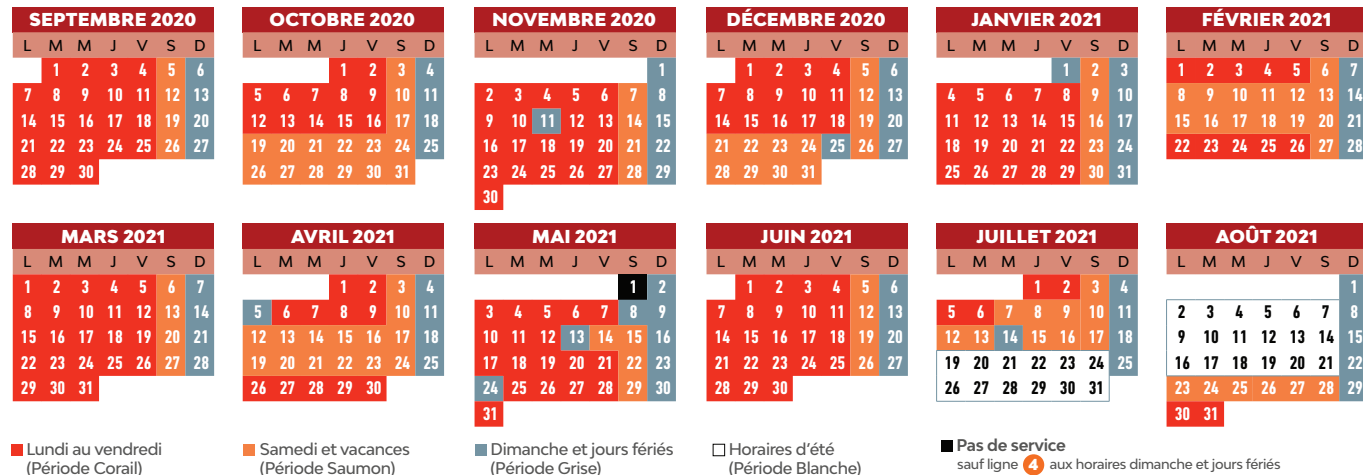 SEPTEMBRE 2020
L M M J V S D
1 2 3 4 5 6
7 8 9 10 11 12 13
14 15 16 17 18 19 20
21 22 23 24 25 26 27
28 29 30
OCTOBRE 2020
L M M J V S D
1 2 3 4
5 6 7 8 9 10 11
12 13 14 15 16 17 18
19 20 21 22 23 24 25
26 27 28 29 30 31
NOVEMBRE 2020
L M M J V S D
1
2 3 4 5 6 7 8
9 10 11 12 13 14 15
16 17 18 19 20 21 22
23 24 25 26 27 28 29
30
DÉCEMBRE 2020
L M M J V S D
1 2 3 4 5 6
7 8 9 10 11 12 13
14 15 16 17 18 19 20
21 22 23 24 25 26 27
28 29 30 31
JANVIER 2021
L M M J V S D
1 2 3
4 5 6 7 8 9 10
11 12 13 14 15 16 17
18 19 20 21 22 23 24
25 26 27 28 29 30 31
FÉVRIER 2021
L M M J V S D
1 2 3 4 5 6 7
8 9 10 11 12 13 14
15 16 17 18 19 20 21
22 23 24 25 26 27 28
MARS 2021
L M M J V S D
1 2 3 4 5 6 7
8 9 10 11 12 13 14
15 16 17 18 19 20 21
22 23 24 25 26 27 28
29 30 31
AVRIL 2021
L M M J V S D
1 2 3 4
5 6 7 8 9 10 11
12 13 14 15 16 17 18
19 20 21 22 23 24 25
26 27 28 29 30
MAI 2021
L M M J V S D
1 2
3 4 5 6 7 8 9
10 11 12 13 14 15 16
17 18 19 20 21 22 23
24 25 26 27 28 29 30
31
JUIN 2021
L M M J V S D
1 2 3 4 5 6
7 8 9 10 11 12 13
14 15 16 17 18 19 20
21 22 23 24 25 26 27
28 29 30
JUILLET 2021
L M M J V S D
1 2 3 4
5 6 7 8 9 10 11
12 13 14 15 16 17 18
19 20 21 22 23 24 25
26 27 28 29 30 31
AOÛT 2021
L M M J V S D
1
2 3 4 5 6 7 8
9 10 11 12 13 14 15
16 17 18 19 20 21 22
23 24 25 26 27 28 29
30 31
Lundi au vendredi
(Période Corail)
Samedi et vacances
(Période Saumon)
Dimanche et jours fériés
(Période Grise)
Horaires d'été
(Période Blanche)
Pas de service
sauf ligne 4 aux horaires dimanche et jours fériés